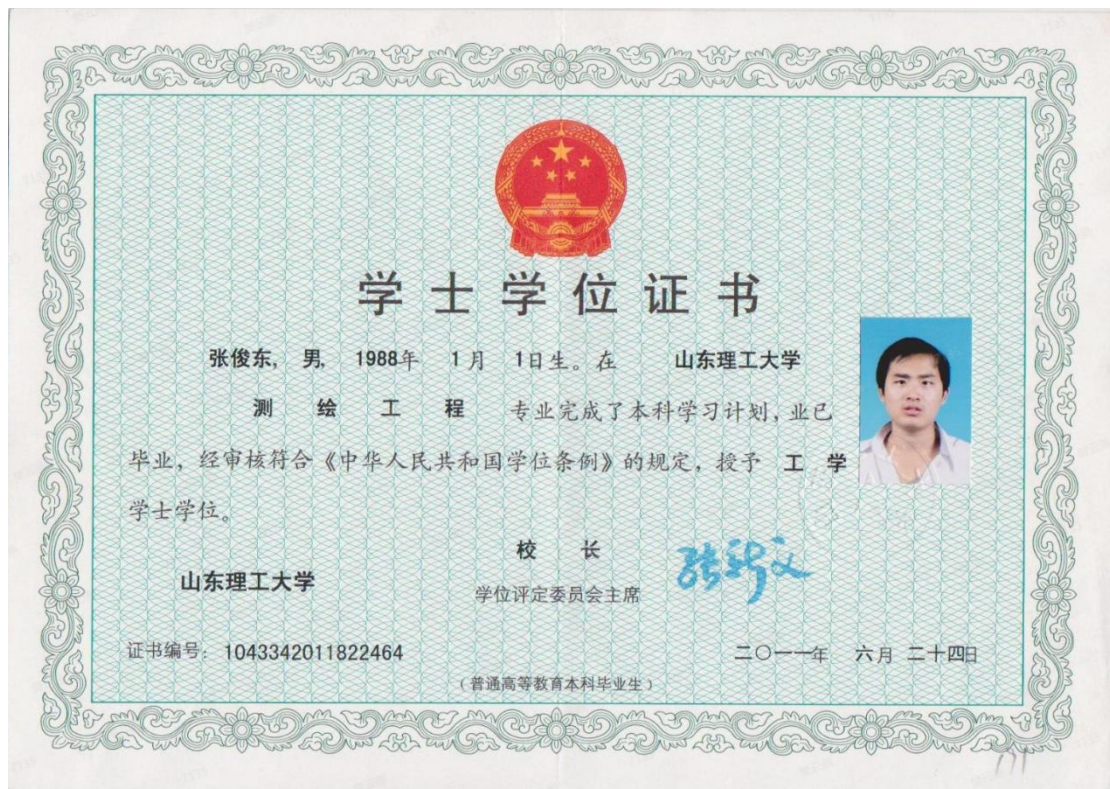 学士学位证书
张俊东, 男, 1988年 1月 1日生。在 山东理工大学
测绘工程 专业完成了本科学习计划, 业已
毕业, 经审核符合《中华人民共和国学位条例》的规定, 授予 工学
学士学位。
校 长 张新义
山东理工大学
学位评定委员会主席
证书编号: 1043342011822464
二〇一一年 六月 二十四日
(普通高等教育本科毕业生)